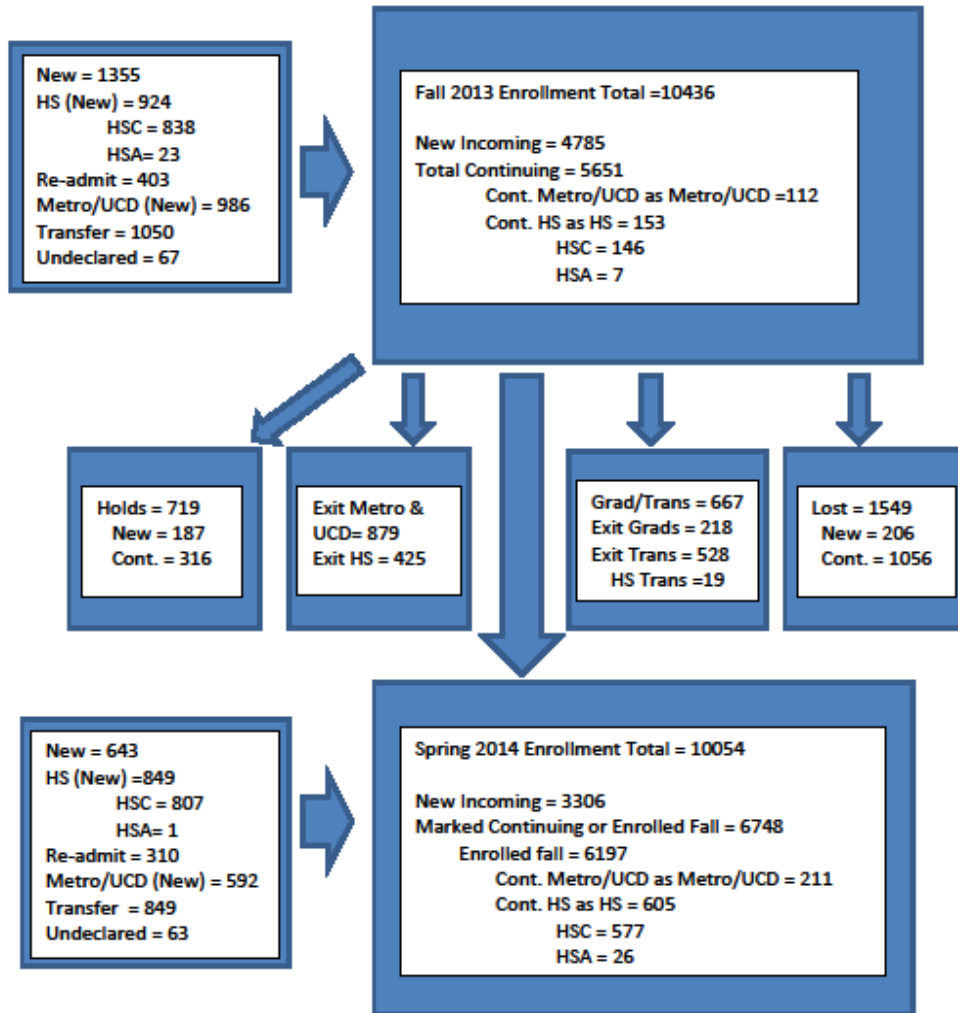 New = 1355
HS (New) = 924
HSC = 838
HSA= 23
Re-admit = 403
Metro/UCD (New) = 986
Transfer = 1050
Undeclared = 67
Fall 2013 Enrollment Total =10436
New Incoming = 4785
Total Continuing = 5651
Cont. Metro/UCD as Metro/UCD =112
Cont. HS as HS = 153
HSC = 146
HSA = 7
Holds = 719
New = 187
Cont. = 316
Exit Metro &
UCD= 879
Exit HS = 425
Grad/Trans = 667
Exit Grads = 218
Exit Trans = 528
HS Trans =19
Lost = 1549
New = 206
Cont. = 1056
New = 643
HS (New) =849
HSC = 807
HSA= 1
Re-admit = 310
Metro/UCD (New) = 592
Transfer = 849
Undeclared = 63
Spring 2014 Enrollment Total = 10054
New Incoming = 3306
Marked Continuing or Enrolled Fall = 6748
Enrolled fall = 6197
Cont. Metro/UCD as Metro/UCD = 211
Cont. HS as HS = 605
HSC = 577
HSA = 26